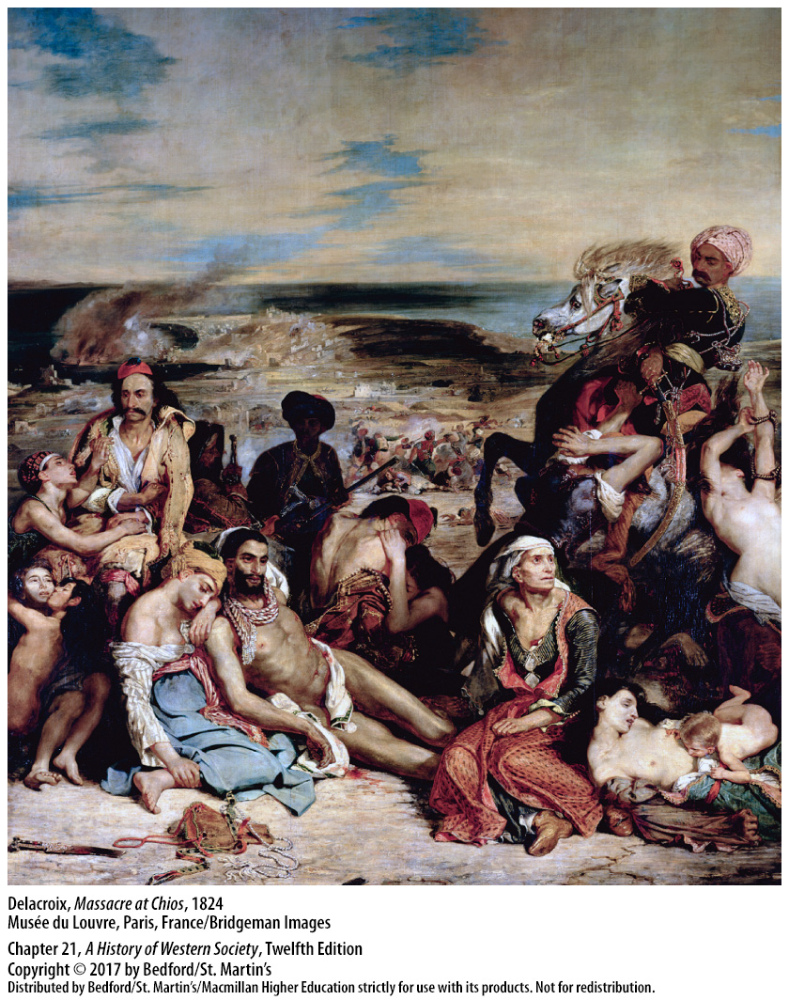 Delacroix, Massacre at Chios, 1824
Musée du Louvre, Paris, France/Bridgeman Images
Chapter 21, A History of Western Society, Twelfth Edition
Copyright © 2017 by Bedford/St. Martin’s
Distributed by Bedford/St. Martin’s/Macmillan Higher Education strictly for use with its products. Not for redistribution.